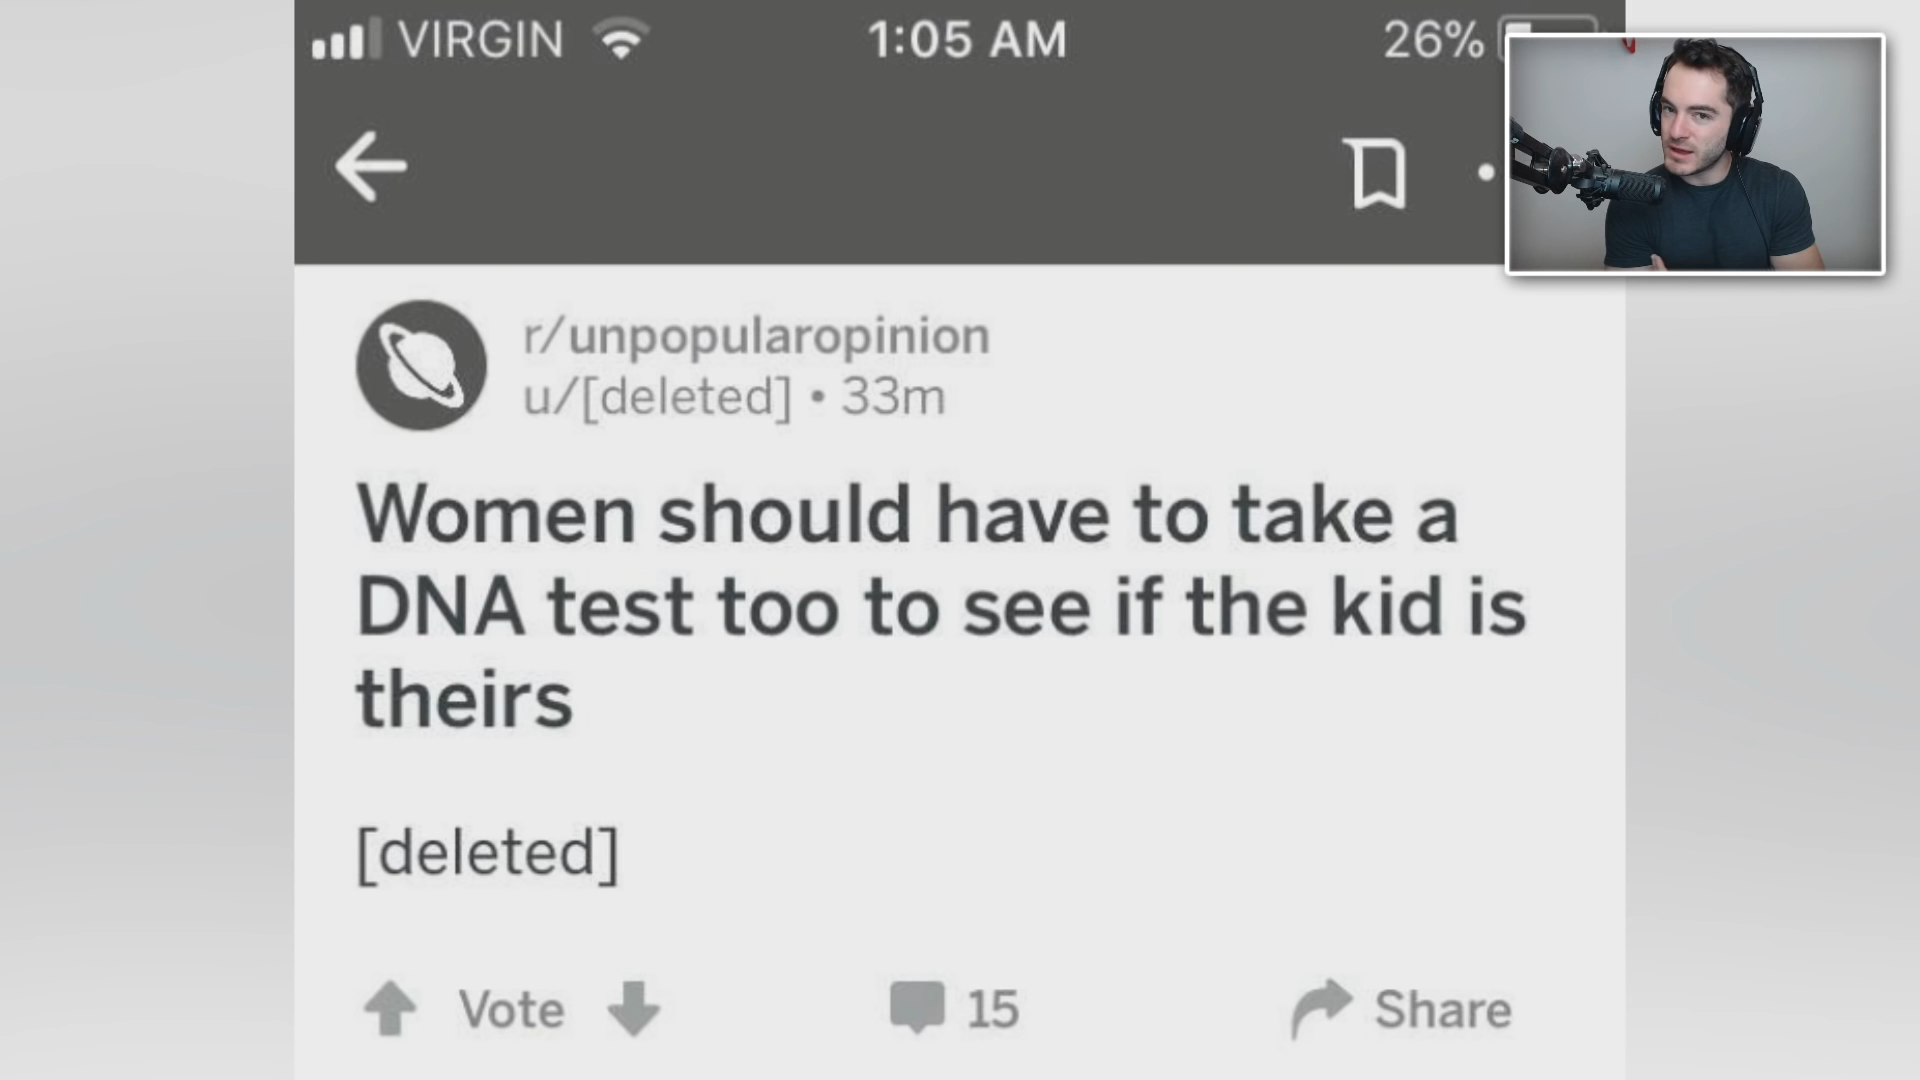 VIRGIN 1:05 AM 26%
r/unpopularopinion
u/[deleted] • 33m
Women should have to take a
DNA test too to see if the kid is
theirs
[deleted]
Vote 15 Share